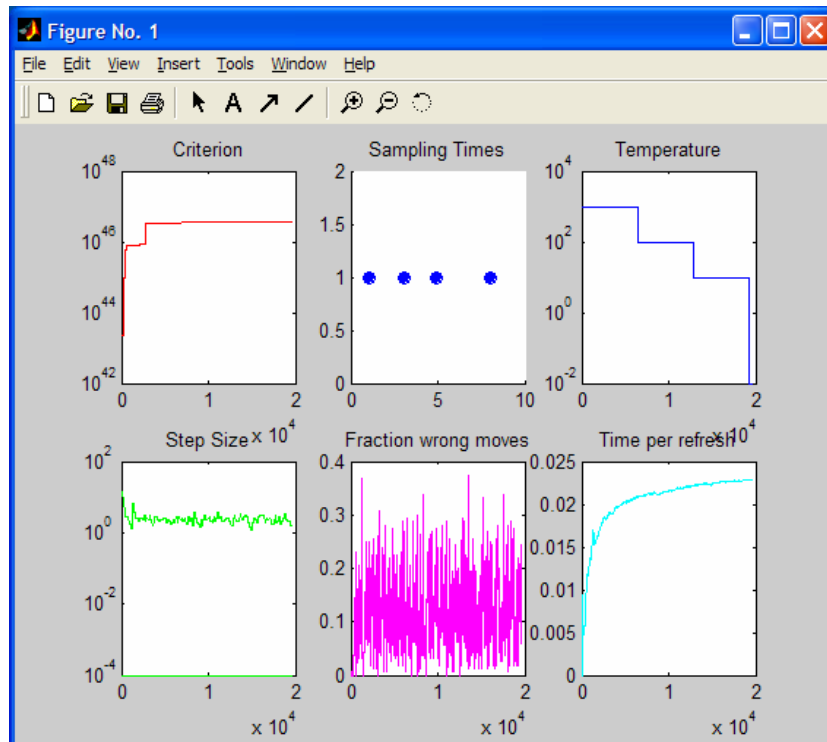 Figure No. 1
File Edit View Insert Tools Window Help
A
Criterion
10^48
10^46
10^44
10^42
0 1 2
x 10^4
Sampling Times
2
1.5
1
0.5
0
0 5 10
Temperature
10^4
10^2
10^0
10^-2
0 1 2
x 10^4
Step Size
10^2
10^0
10^-2
10^-4
0 1 2
x 10^4
Fraction wrong moves
0.4
0.3
0.2
0.1
0
0 1 2
x 10^4
Time per refresh
0.025
0.02
0.015
0.01
0.005
0
0 1 2
x 10^4